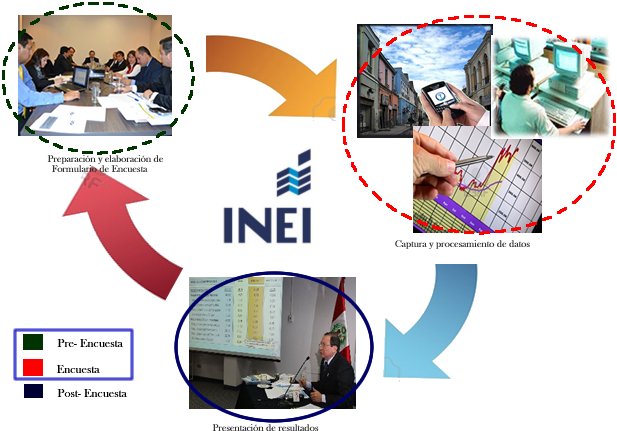 Preparación y elaboración de
Formulario de Encuesta
INEI
Captura y procesamiento de datos
Pre- Encuesta
Encuesta
Post- Encuesta
Presentación de resultados